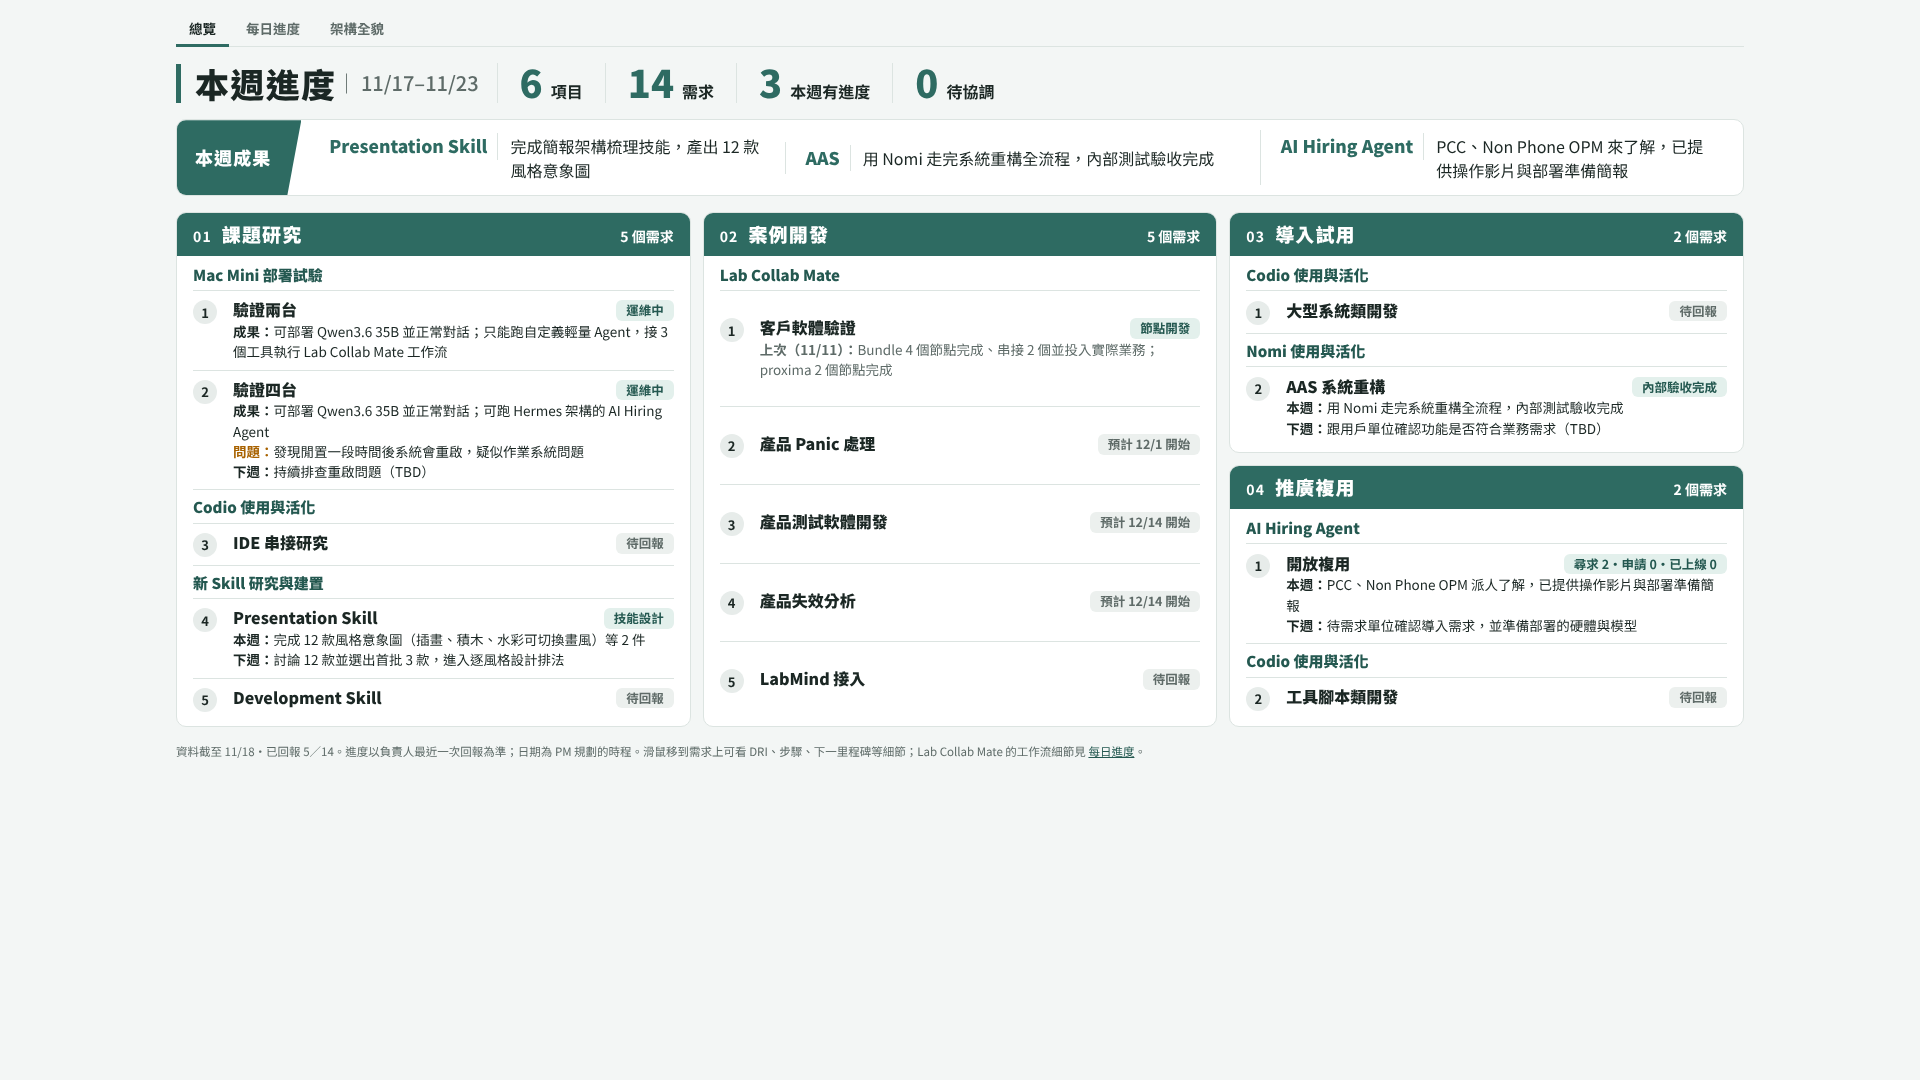 總覽 每日進度 架構全貌
本週進度 11/17–11/23 6 項目 14 需求 3 本週有進度 0 待協調
本週成果
Presentation Skill 完成簡報架構梳理技能，產出 12 款
風格意象圖
AAS 用 Nomi 走完系統重構全流程，內部測試驗收完成
AI Hiring Agent PCC、Non Phone OPM 來了解，已提
供操作影片與部署準備簡報
01 課題研究 5 個需求
Mac Mini 部署試驗
1 驗證兩台 運維中
成果：可部署 Qwen3.6 35B 並正常對話；只能跑自定義輕量 Agent，接 3
個工具執行 Lab Collab Mate 工作流
2 驗證四台 運維中
成果：可部署 Qwen3.6 35B 並正常對話；可跑 Hermes 架構的 AI Hiring
Agent
問題：發現閒置一段時間後系統會重啟，疑似作業系統問題
下週：持續排查重啟問題（TBD）
Codio 使用與活化
3 IDE 串接研究 待回報
新 Skill 研究與建置
4 Presentation Skill 技能設計
本週：完成 12 款風格意象圖（插畫、積木、水彩可切換畫風）等 2 件
下週：討論 12 款並選出首批 3 款，進入逐風格設計排法
5 Development Skill 待回報
02 案例開發 5 個需求
Lab Collab Mate
1 客戶軟體驗證 節點開發
上次（11/11）：Bundle 4 個節點完成、串接 2 個並投入實際業務；
proxima 2 個節點完成
2 產品 Panic 處理 預計 12/1 開始
3 產品測試軟體開發 預計 12/14 開始
4 產品失效分析 預計 12/14 開始
5 LabMind 接入 待回報
03 導入試用 2 個需求
Codio 使用與活化
1 大型系統類開發 待回報
Nomi 使用與活化
2 AAS 系統重構 內部驗收完成
本週：用 Nomi 走完系統重構全流程，內部測試驗收完成
下週：跟用戶單位確認功能是否符合業務需求（TBD）
04 推廣複用 2 個需求
AI Hiring Agent
1 開放複用 尋求 2・申請 0・已上線 0
本週：PCC、Non Phone OPM 派人了解，已提供操作影片與部署準備簡
報
下週：待需求單位確認導入需求，並準備部署的硬體與模型
Codio 使用與活化
2 工具腳本類開發 待回報
資料截至 11/18・已回報 5／14。進度以負責人最近一次回報為準；日期為 PM 規劃的時程。滑鼠移到需求上可看 DRI、步驟、下一里程碑等細節；Lab Collab Mate 的工作流細節見 每日進度。